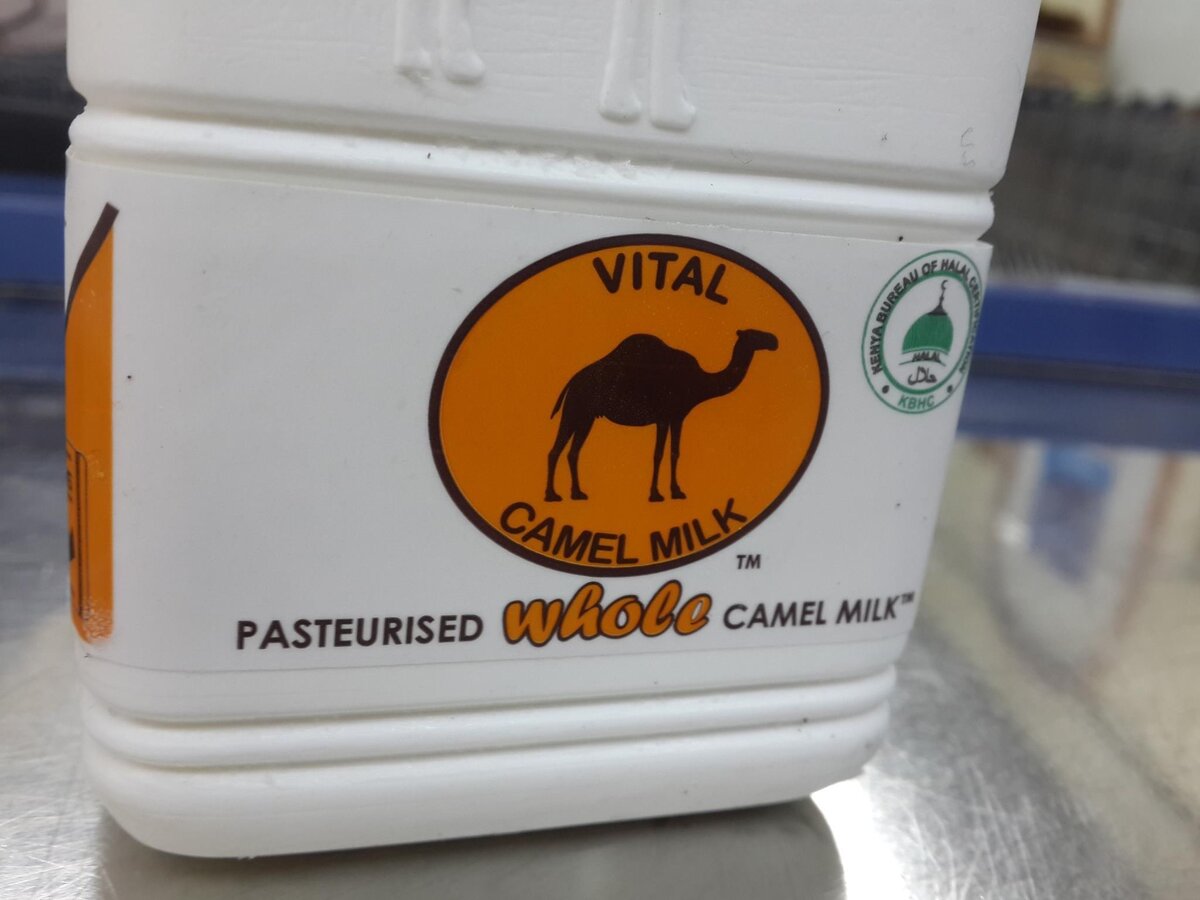 VITAL
CAMEL MILK
TM
PASTEURISED whole CAMEL MILK™
KENYA BUREAU OF HALAL CERTIFICATION
HALAL
حلال
KBHC